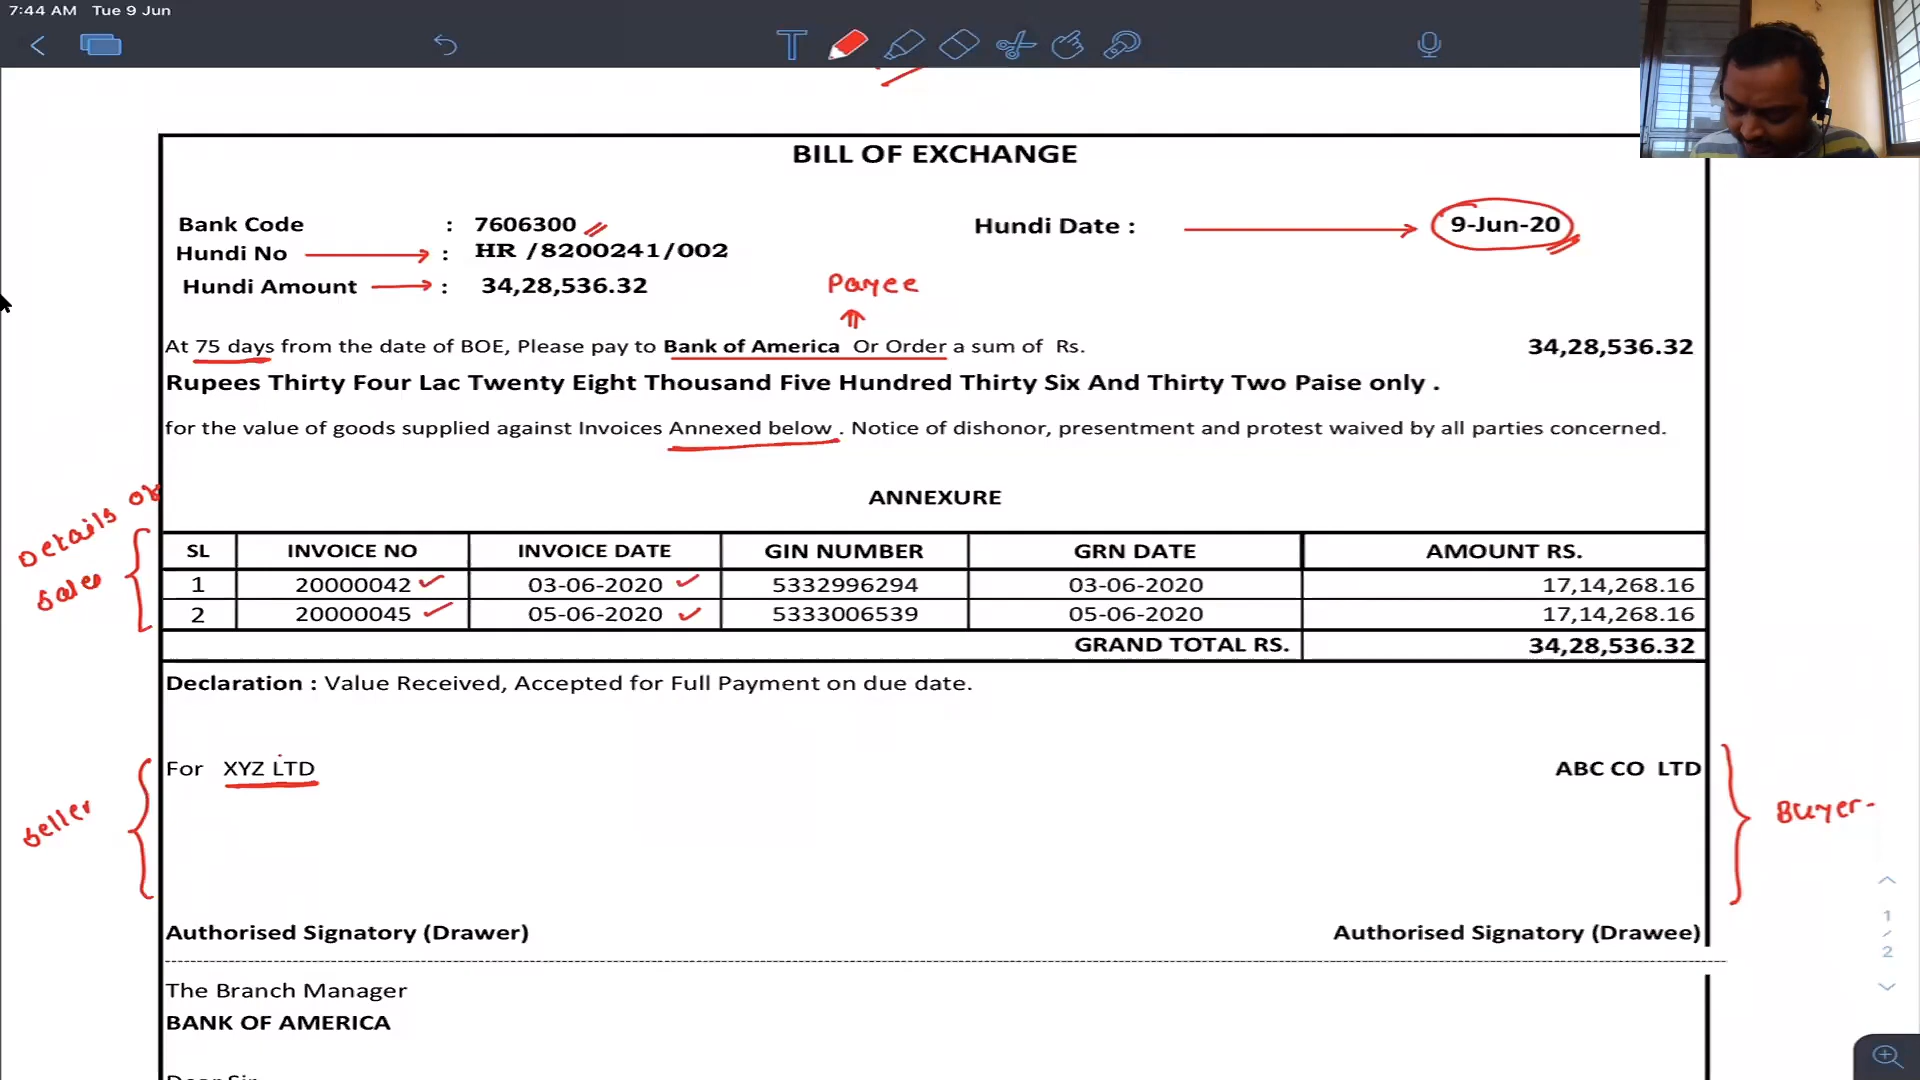 7:44 AM Tue 9 Jun
T
BILL OF EXCHANGE
Bank Code : 7606300
Hundi Date : 9-Jun-20
Hundi No : HR /8200241/002
Hundi Amount : 34,28,536.32
Payee
At 75 days from the date of BOE, Please pay to Bank of America Or Order a sum of Rs. 34,28,536.32
Rupees Thirty Four Lac Twenty Eight Thousand Five Hundred Thirty Six And Thirty Two Paise only .
for the value of goods supplied against Invoices Annexed below . Notice of dishonor, presentment and protest waived by all parties concerned.
Details of
sales
ANNEXURE
SL INVOICE NO INVOICE DATE GIN NUMBER GRN DATE AMOUNT RS.
1 20000042 03-06-2020 5332996294 03-06-2020 17,14,268.16
2 20000045 05-06-2020 5333006539 05-06-2020 17,14,268.16
GRAND TOTAL RS. 34,28,536.32
Declaration : Value Received, Accepted for Full Payment on due date.
For XYZ LTD ABC CO LTD
Seller
Buyer-
Authorised Signatory (Drawer) Authorised Signatory (Drawee)
1
/
2
The Branch Manager
BANK OF AMERICA
Dear Sir